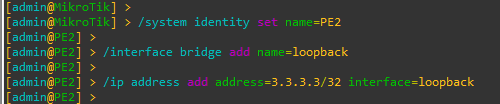 [admin@MikroTik] >
[admin@MikroTik] > /system identity set name=PE2
[admin@PE2] >
[admin@PE2] > /interface bridge add name=loopback
[admin@PE2] >
[admin@PE2] > /ip address add address=3.3.3.3/32 interface=loopback
[admin@PE2] >